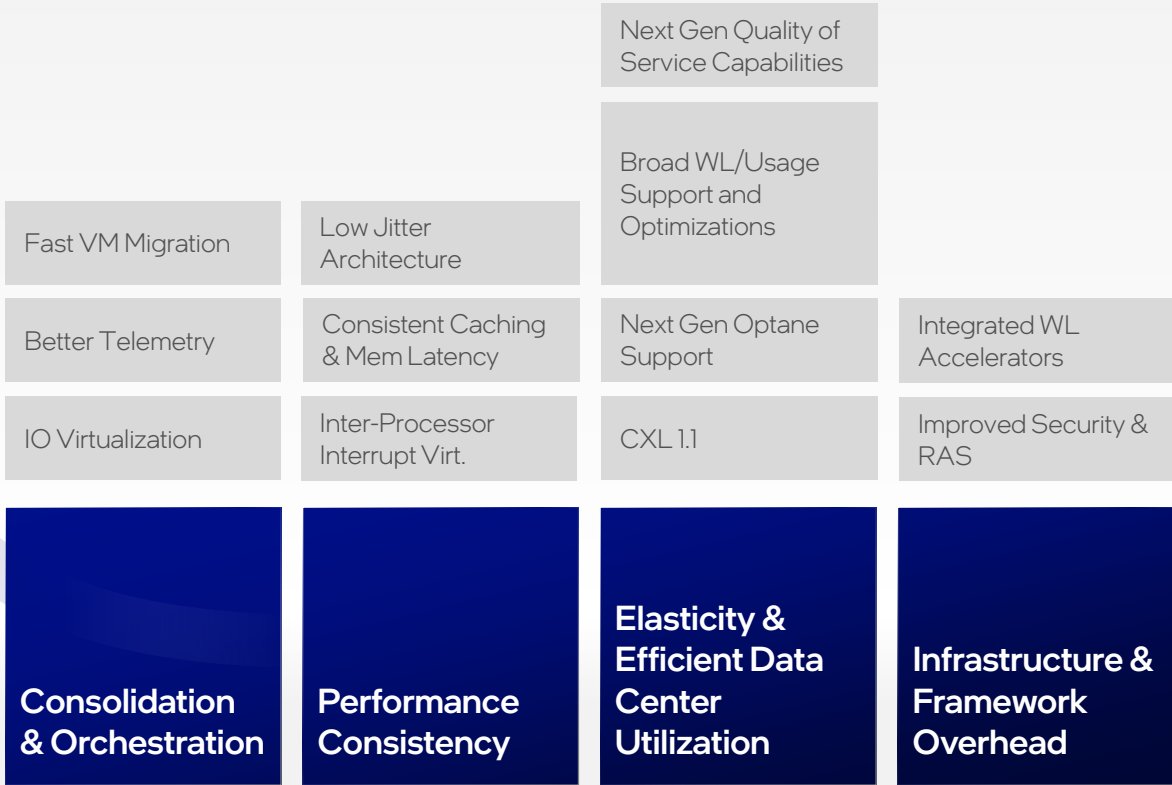 Next Gen Quality of
Service Capabilities
Broad WL/Usage
Support and
Optimizations
Fast VM Migration
Low Jitter
Architecture
Better Telemetry
Consistent Caching
& Mem Latency
Next Gen Optane
Support
Integrated WL
Accelerators
IO Virtualization
Inter-Processor
Interrupt Virt.
CXL 1.1
Improved Security &
RAS
Consolidation
& Orchestration
Performance
Consistency
Elasticity &
Efficient Data
Center
Utilization
Infrastructure &
Framework
Overhead